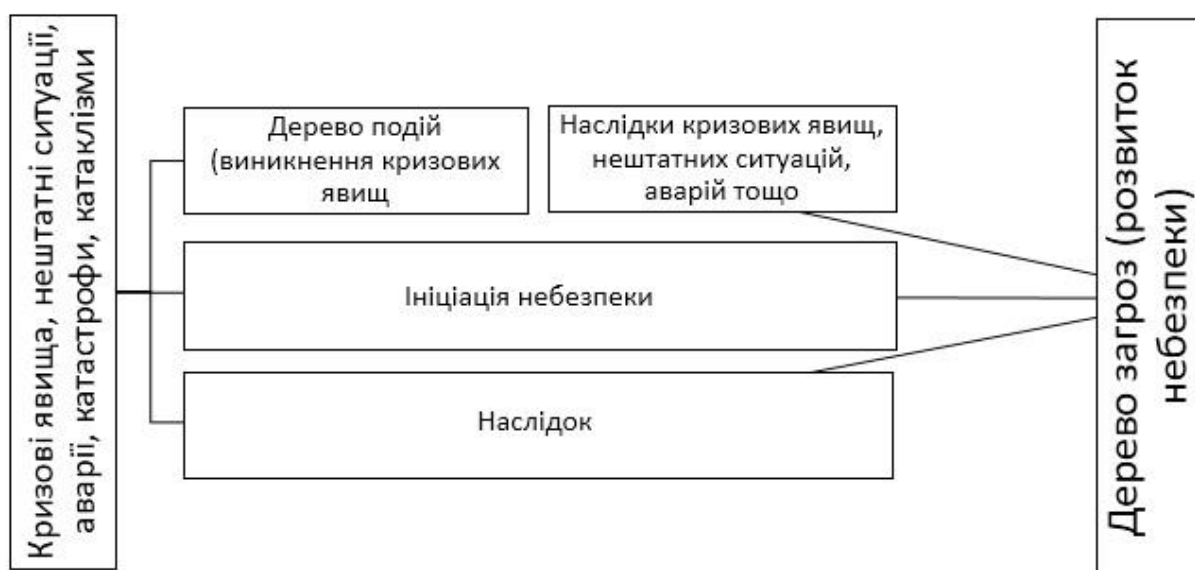 Кризові явища, нештатні ситуації,
аварії, катастрофи, катаклізми
Дерево подій
(виникнення кризових
явищ
Наслідки кризових явищ,
нештатних ситуацій,
аварій тощо
Ініціація небезпеки
Наслідок
Дерево загроз (розвиток
небезпеки)